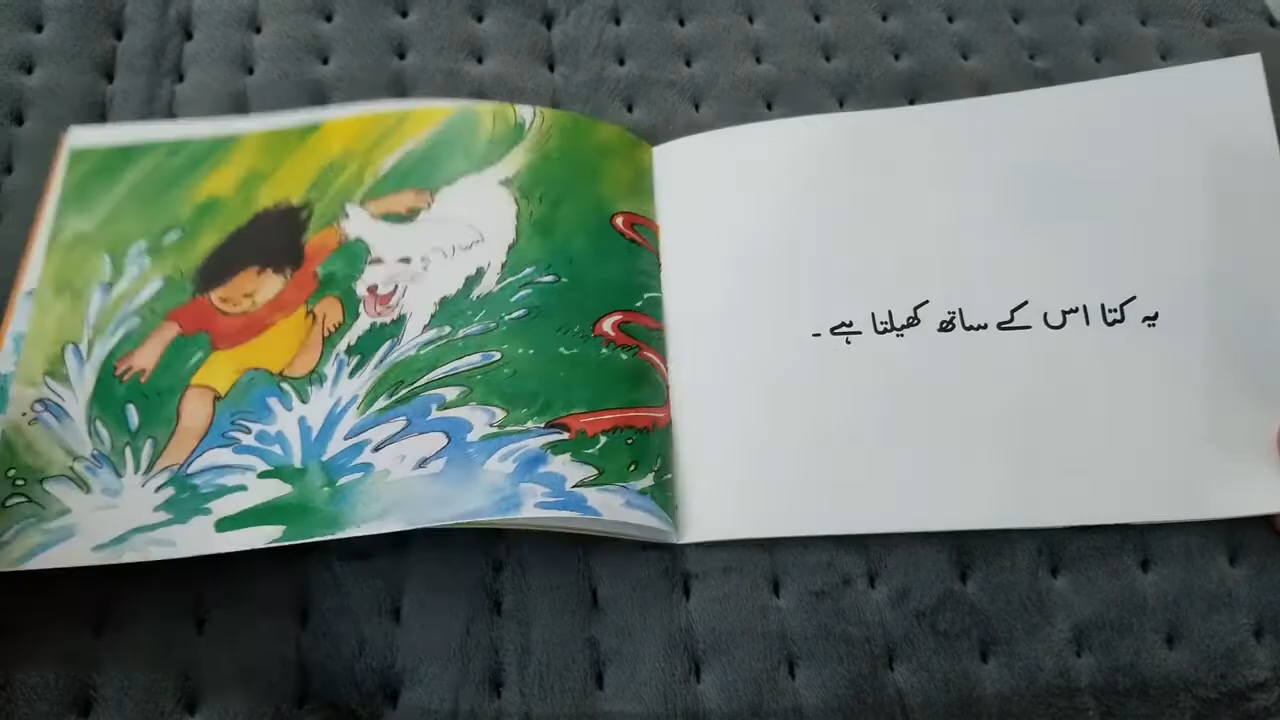 یہ کتا اس کے ساتھ کھیلتا ہے ۔